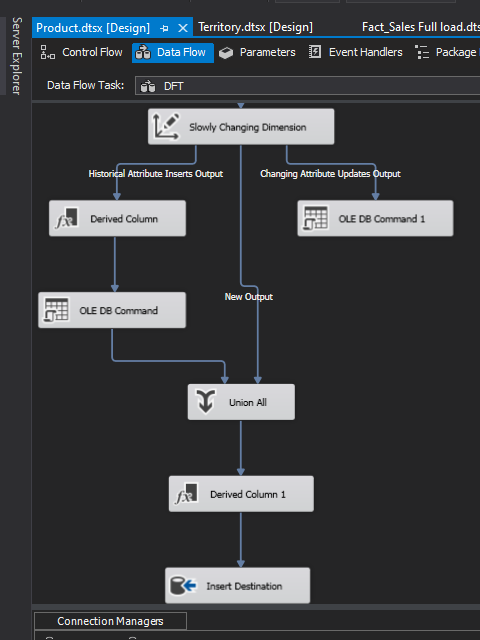 Server Explorer
Product.dtsx [Design]
Territory.dtsx [Design]
Fact_Sales Full load.dts
Control Flow
Data Flow
Parameters
Event Handlers
Package
Data Flow Task:
DFT
Slowly Changing Dimension
Historical Attribute Inserts Output
Changing Attribute Updates Output
Derived Column
OLE DB Command 1
New Output
OLE DB Command
Union All
Derived Column 1
Insert Destination
Connection Managers